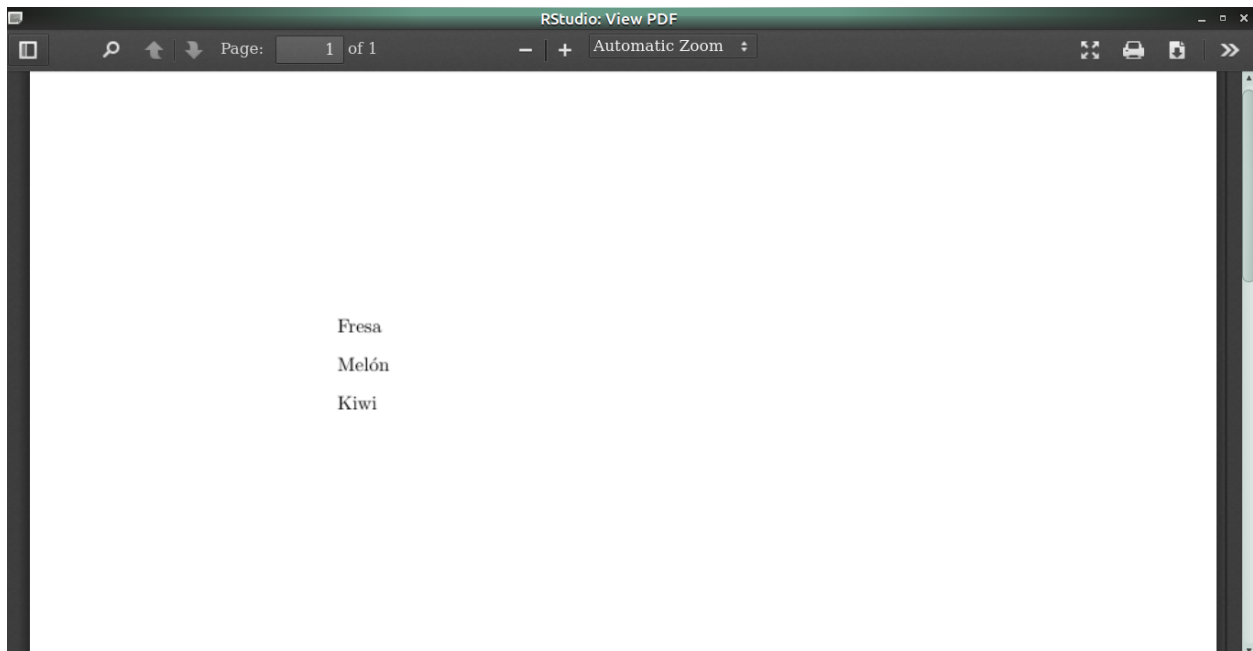 RStudio: View PDF
Page: 1 of 1 Automatic Zoom
Fresa
Melón
Kiwi